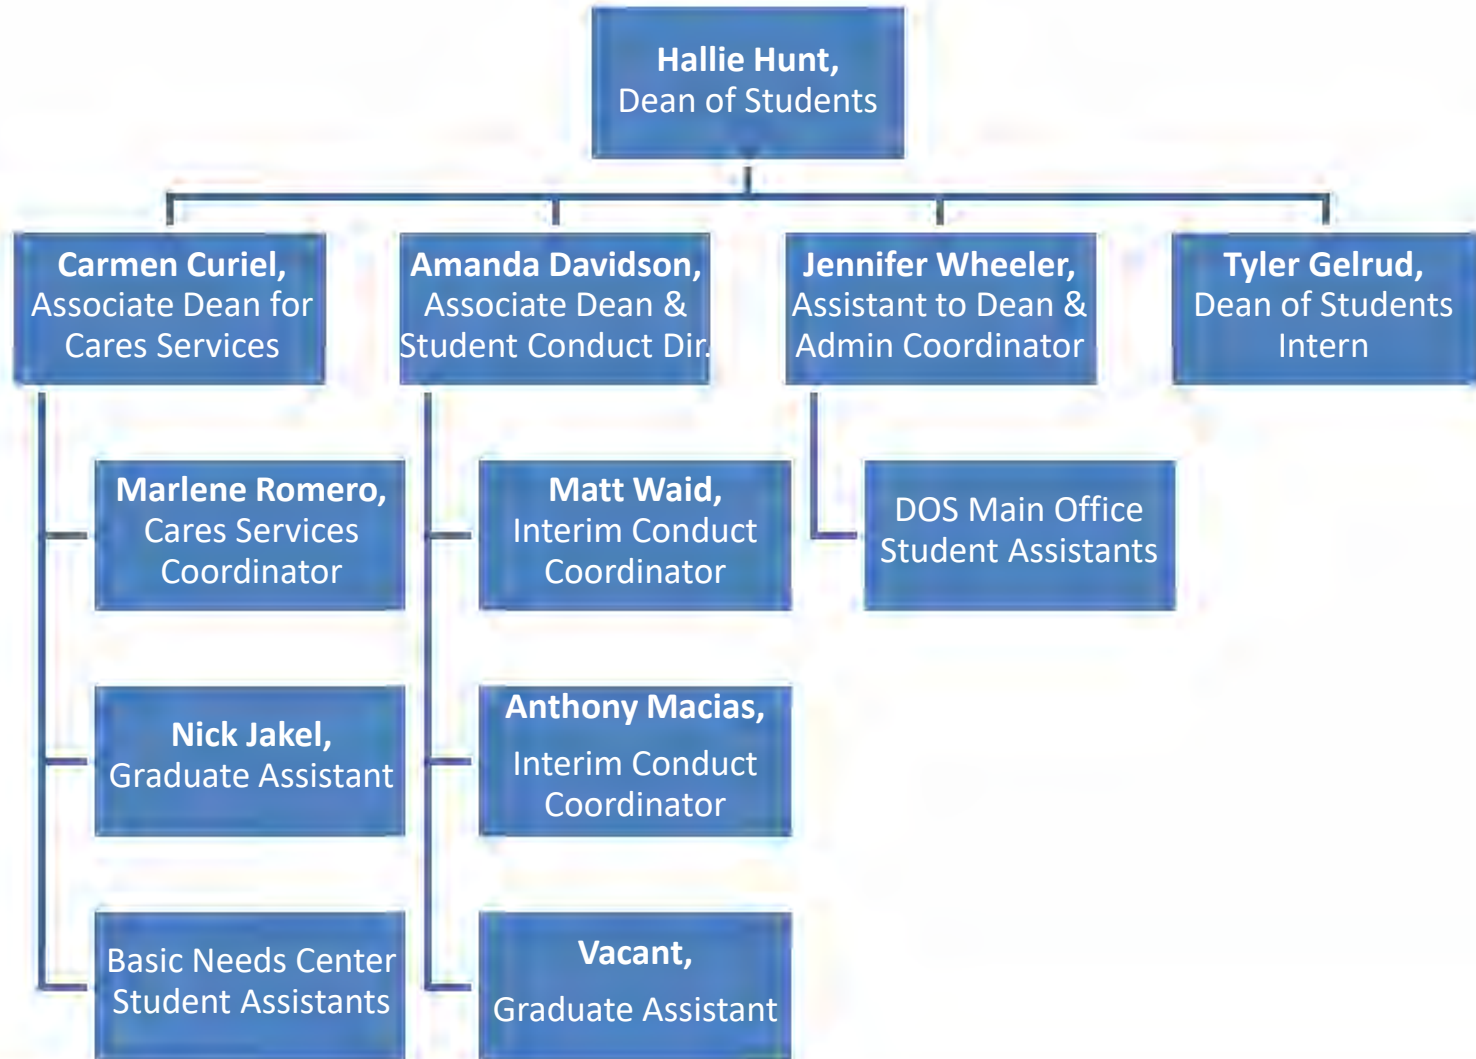 Hallie Hunt,
Dean of Students
Carmen Curiel,
Associate Dean for
Cares Services
Amanda Davidson,
Associate Dean &
Student Conduct Dir.
Jennifer Wheeler,
Assistant to Dean &
Admin Coordinator
Tyler Gelrud,
Dean of Students
Intern
Marlene Romero,
Cares Services
Coordinator
Matt Waid,
Interim Conduct
Coordinator
DOS Main Office
Student Assistants
Nick Jakel,
Graduate Assistant
Anthony Macias,
Interim Conduct
Coordinator
Basic Needs Center
Student Assistants
Vacant,
Graduate Assistant